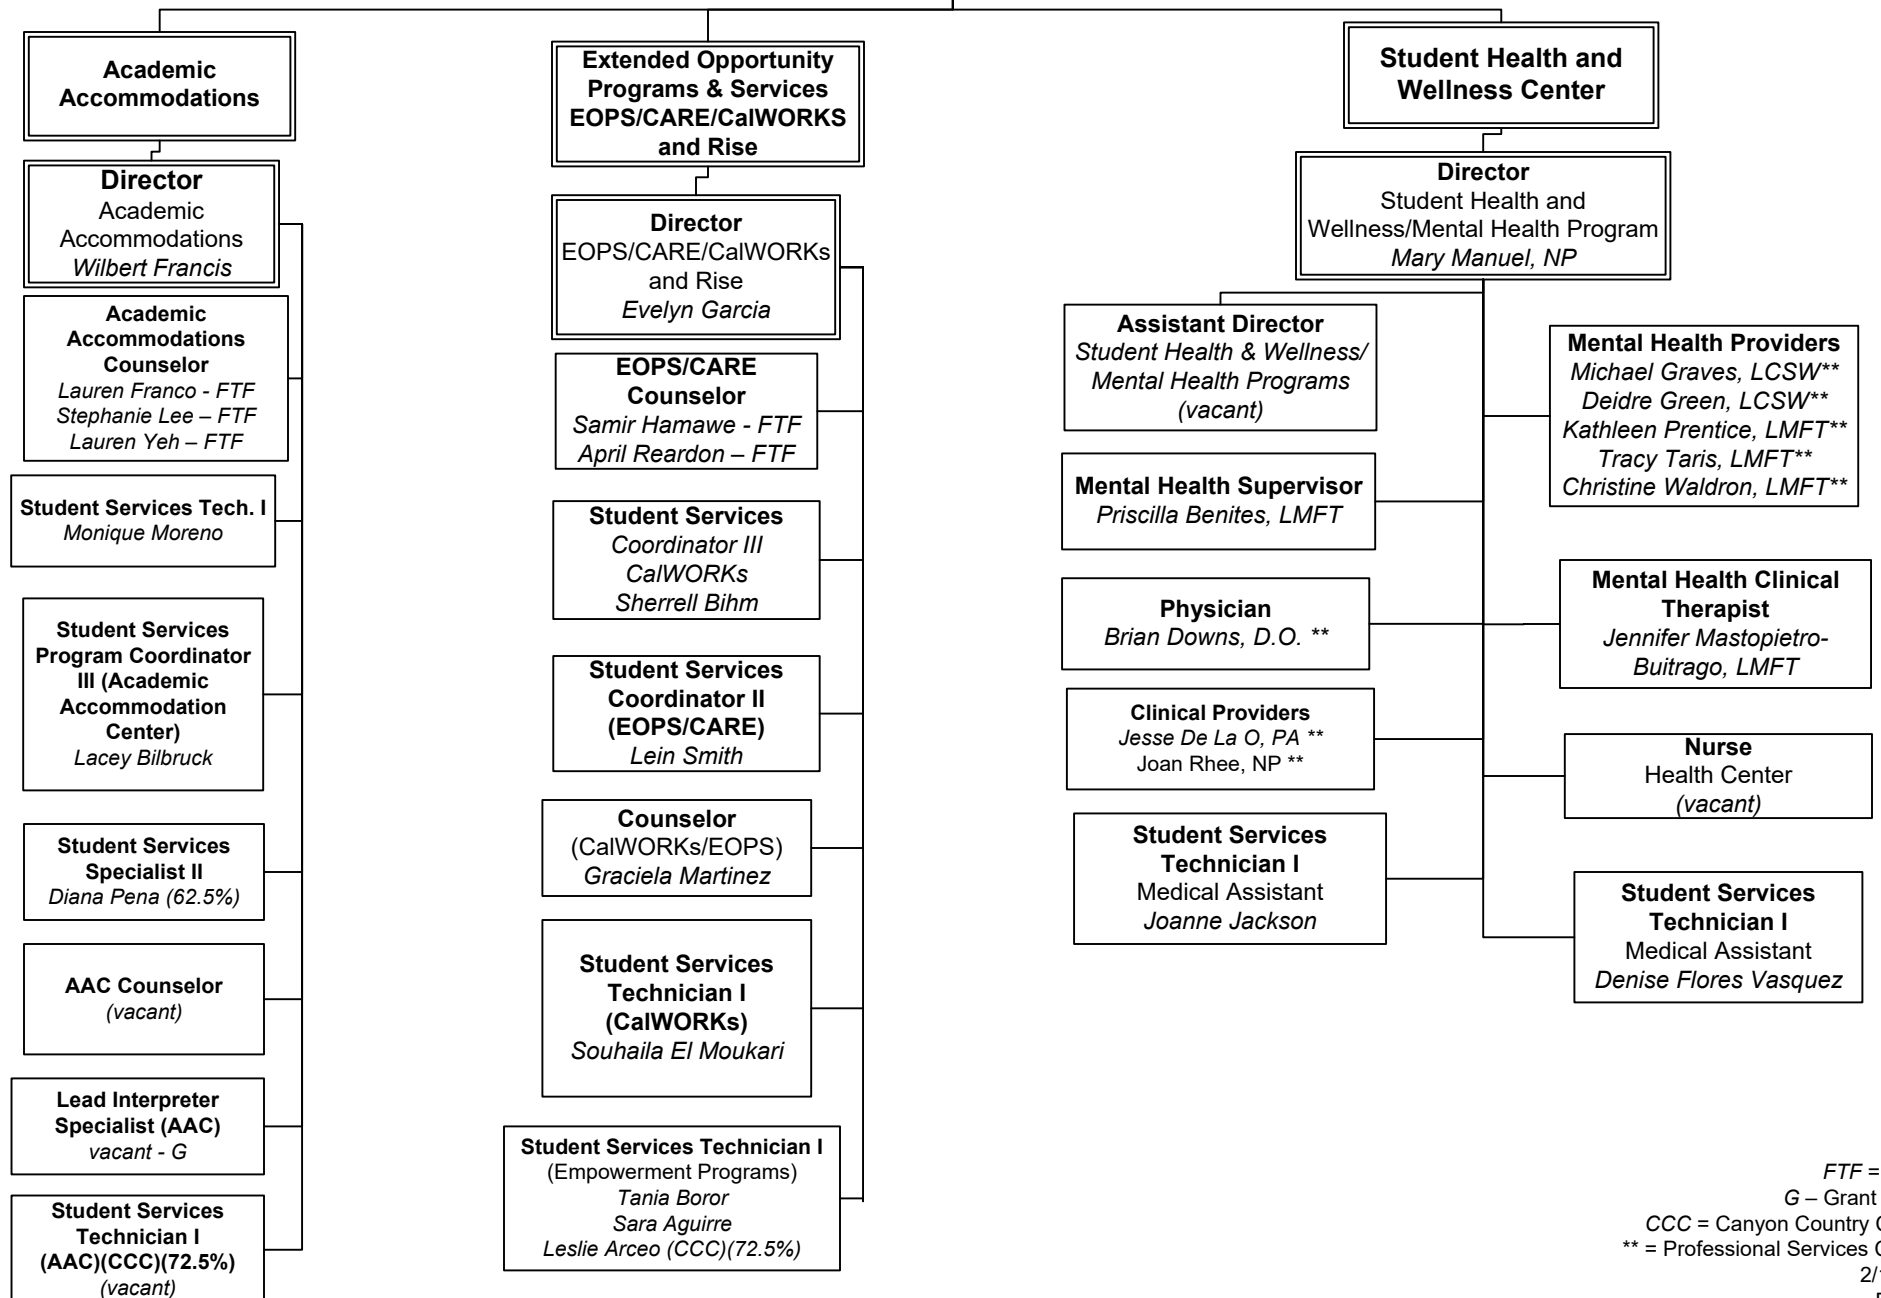 Academic
Accommodations
Director
Academic
Accommodations
Wilbert Francis
Academic
Accommodations
Counselor
Lauren Franco - FTF
Stephanie Lee – FTF
Lauren Yeh – FTF
Student Services Tech. I
Monique Moreno
Student Services
Program Coordinator
III (Academic
Accommodation
Center)
Lacey Bilbruck
Student Services
Specialist II
Diana Pena (62.5%)
AAC Counselor
(vacant)
Lead Interpreter
Specialist (AAC)
vacant - G
Student Services
Technician I
(AAC)(CCC)(72.5%)
(vacant)
Extended Opportunity
Programs & Services
EOPS/CARE/CalWORKS
and Rise
Director
EOPS/CARE/CalWORKs
and Rise
Evelyn Garcia
EOPS/CARE
Counselor
Samir Hamawe - FTF
April Reardon – FTF
Student Services
Coordinator III
CalWORKs
Sherrell Bihm
Student Services
Coordinator II
(EOPS/CARE)
Lein Smith
Counselor
(CalWORKs/EOPS)
Graciela Martinez
Student Services
Technician I
(CalWORKs)
Souhaila El Moukari
Student Services Technician I
(Empowerment Programs)
Tania Boror
Sara Aguirre
Leslie Arceo (CCC)(72.5%)
Student Health and
Wellness Center
Director
Student Health and
Wellness/Mental Health Program
Mary Manuel, NP
Assistant Director
Student Health & Wellness/
Mental Health Programs
(vacant)
Mental Health Supervisor
Priscilla Benites, LMFT
Physician
Brian Downs, D.O. **
Clinical Providers
Jesse De La O, PA **
Joan Rhee, NP **
Student Services
Technician I
Medical Assistant
Joanne Jackson
Mental Health Providers
Michael Graves, LCSW**
Deidre Green, LCSW**
Kathleen Prentice, LMFT**
Tracy Taris, LMFT**
Christine Waldron, LMFT**
Mental Health Clinical
Therapist
Jennifer Mastopietro-
Buitrago, LMFT
Nurse
Health Center
(vacant)
Student Services
Technician I
Medical Assistant
Denise Flores Vasquez
FTF =
G – Grant
CCC = Canyon Country
** = Professional Services
2/